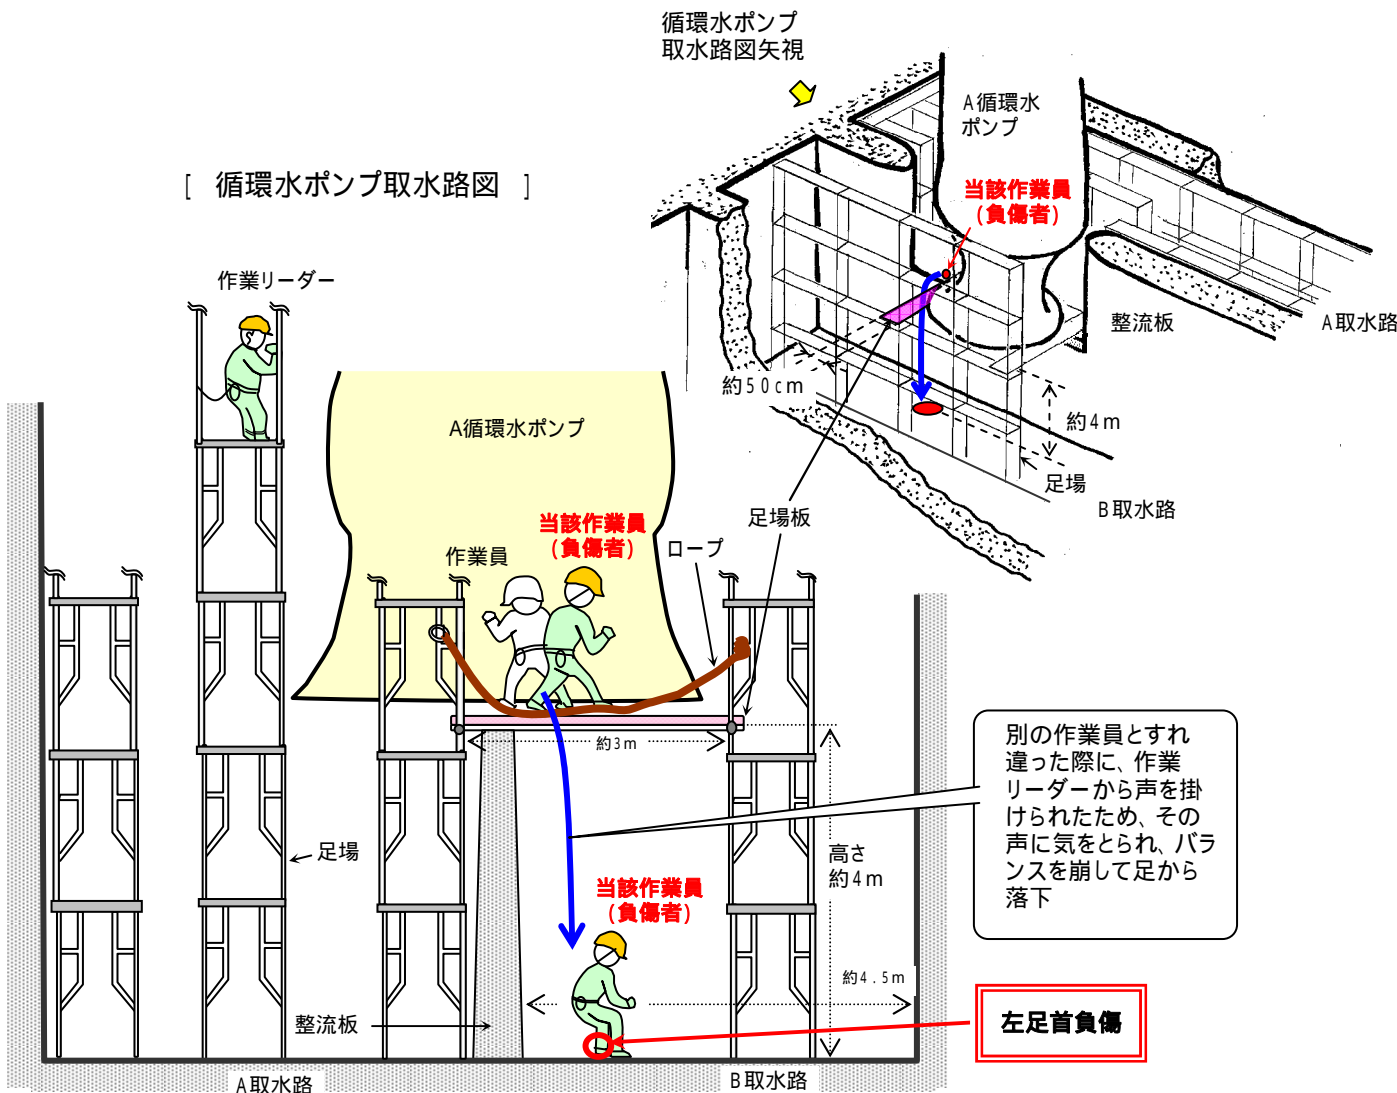 循環水ポンプ
取水路図矢視
A循環水
ポンプ
[ 循環水ポンプ取水路図 ]
当該作業員
(負傷者)
作業リーダー
整流板
A取水路
約50cm
約4m
足場
B取水路
A循環水ポンプ
足場板
当該作業員
(負傷者)
作業員
ロープ
約3m
別の作業員とすれ
違った際に、作業
リーダーから声を掛
けられたため、その
声に気をとられ、バラ
ンスを崩して足から
落下
足場
高さ
約4m
当該作業員
(負傷者)
約4.5m
整流板
左足首負傷
A取水路
B取水路